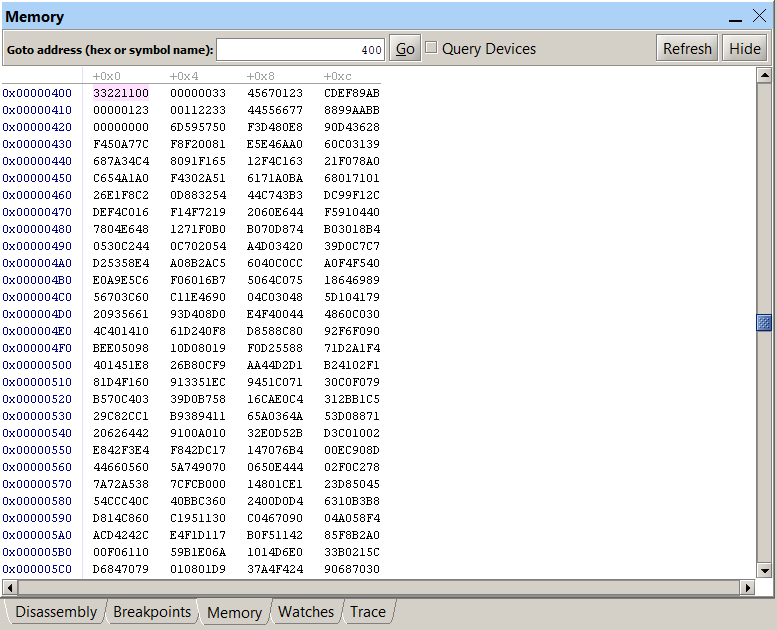 Memory
Goto address (hex or symbol name): 400 Go Query Devices Refresh Hide
+0x0 +0x4 +0x8 +0xc
0x00000400 33221100 00000033 45670123 CDEF89AB
0x00000410 00000123 00112233 44556677 8899AABB
0x00000420 00000000 6D595750 F3D480E8 90D43628
0x00000430 F450A77C F8F20081 E5E46AA0 60C03139
0x00000440 687A34C4 8091F165 12F4C163 21F078A0
0x00000450 C654A1A0 F4302A51 6171A0BA 68017101
0x00000460 26E1F8C2 0D883254 44C743B3 DC99F12C
0x00000470 DEF4C016 F14F7219 2060E644 F5910440
0x00000480 7804E648 1271F0B0 B070D874 B03018B4
0x00000490 0530C244 0C702054 A4D03420 39D0C7C7
0x000004A0 D25358E4 A08B2AC5 6040C0CC A0F4F540
0x000004B0 E0A9E5C6 F06016B7 5064C075 18646989
0x000004C0 56703C60 C11E4690 04C03048 5D104179
0x000004D0 20935661 93D408D0 E4F40044 4860C030
0x000004E0 4C401410 61D240F8 D8588C80 92F6F090
0x000004F0 BEE05098 10D08019 F0D25588 71D2A1F4
0x00000500 401451E8 26B80CF9 AA44D2D1 B24102F1
0x00000510 81D4F160 913351EC 9451C071 30C0F079
0x00000520 B570C403 39D0B758 16CAE0C4 312BB1C5
0x00000530 29C82CC1 B9389411 65A0364A 53D08871
0x00000540 20626442 9100A010 32E0D52B D3C01002
0x00000550 E842F3E4 F842DC17 147076B4 00EC908D
0x00000560 44660560 5A749070 0650E444 02F0C278
0x00000570 7A72A538 7CFCB000 14801CE1 23D85045
0x00000580 54CCC40C 40BBC360 2400D0D4 6310B3B8
0x00000590 D814C860 C1951130 C0467090 04A058F4
0x000005A0 ACD4242C E4F1D117 B0F51142 85F8B2A0
0x000005B0 00F06110 59B1E06A 1014D6E0 33B0215C
0x000005C0 D6847079 010801D9 37A4F424 90687030
Disassembly Breakpoints Memory Watches Trace